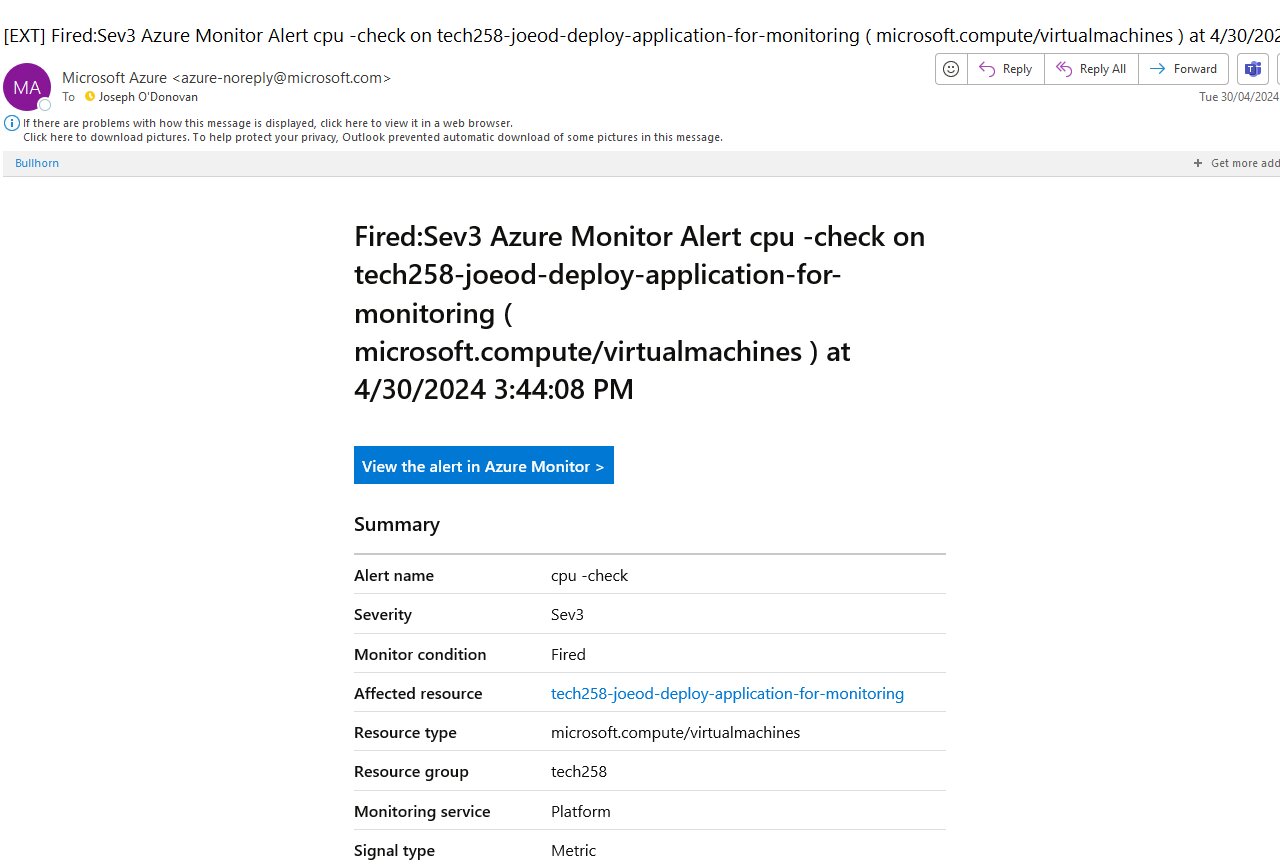 [EXT] Fired:Sev3 Azure Monitor Alert cpu -check on tech258-joeod-deploy-application-for-monitoring ( microsoft.compute/virtualmachines ) at 4/30/202
MA
Microsoft Azure <azure-noreply@microsoft.com>
To Joseph O'Donovan
Reply
Reply All
Forward
Tue 30/04/2024
If there are problems with how this message is displayed, click here to view it in a web browser.
Click here to download pictures. To help protect your privacy, Outlook prevented automatic download of some pictures in this message.
Bullhorn
+ Get more add
Fired:Sev3 Azure Monitor Alert cpu -check on
tech258-joeod-deploy-application-for-
monitoring (
microsoft.compute/virtualmachines ) at
4/30/2024 3:44:08 PM
View the alert in Azure Monitor >
Summary
Alert name cpu -check
Severity Sev3
Monitor condition Fired
Affected resource tech258-joeod-deploy-application-for-monitoring
Resource type microsoft.compute/virtualmachines
Resource group tech258
Monitoring service Platform
Signal type Metric